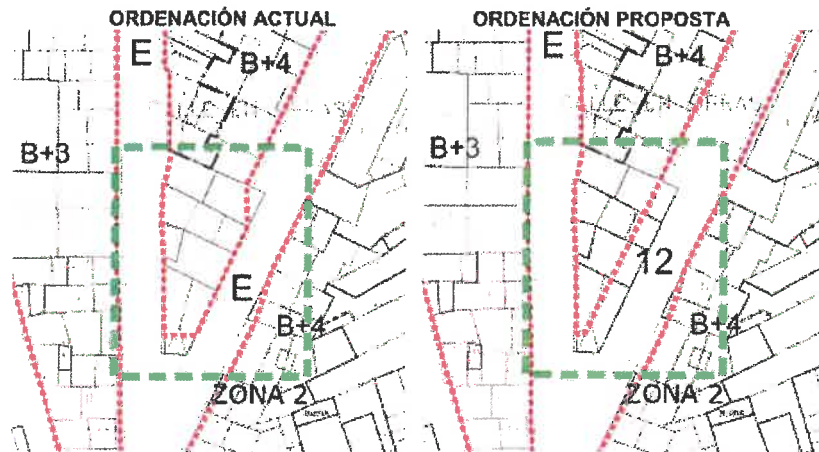 ORDENACIÓN ACTUAL
E
B+4
B+3
E
B+4
ZONA 2
ORDENACIÓN PROPOSTA
E
B+4
B+3
12
B+4
ZONA 2